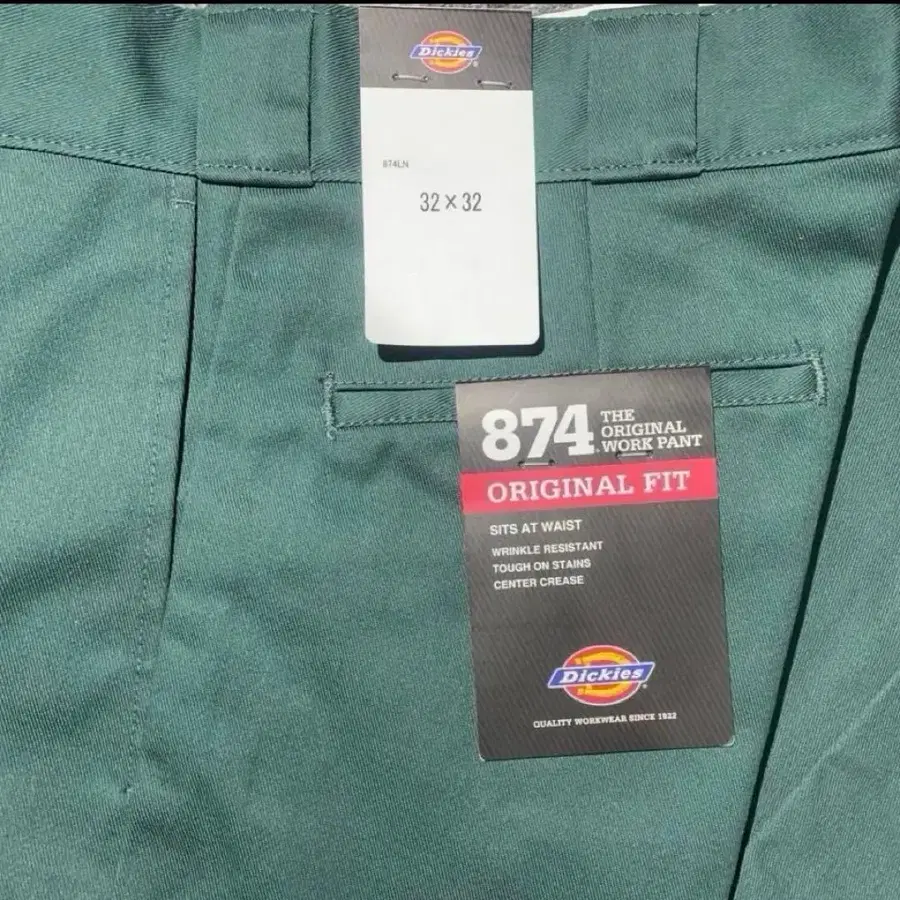 Dickies
874LN
32 × 32
874 THE
ORIGINAL
WORK PANT
ORIGINAL FIT
SITS AT WAIST
WRINKLE RESISTANT
TOUGH ON STAINS
CENTER CREASE
Dickies
QUALITY WORKWEAR SINCE 1922